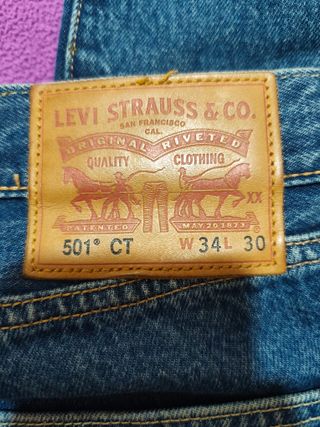 LEVI STRAUSS & CO.
SAN FRANCISCO
CAL.
ORIGINAL RIVETED
QUALITY CLOTHING
XX
PATENTED MAY 20 1873
501® CT W 34 L 30